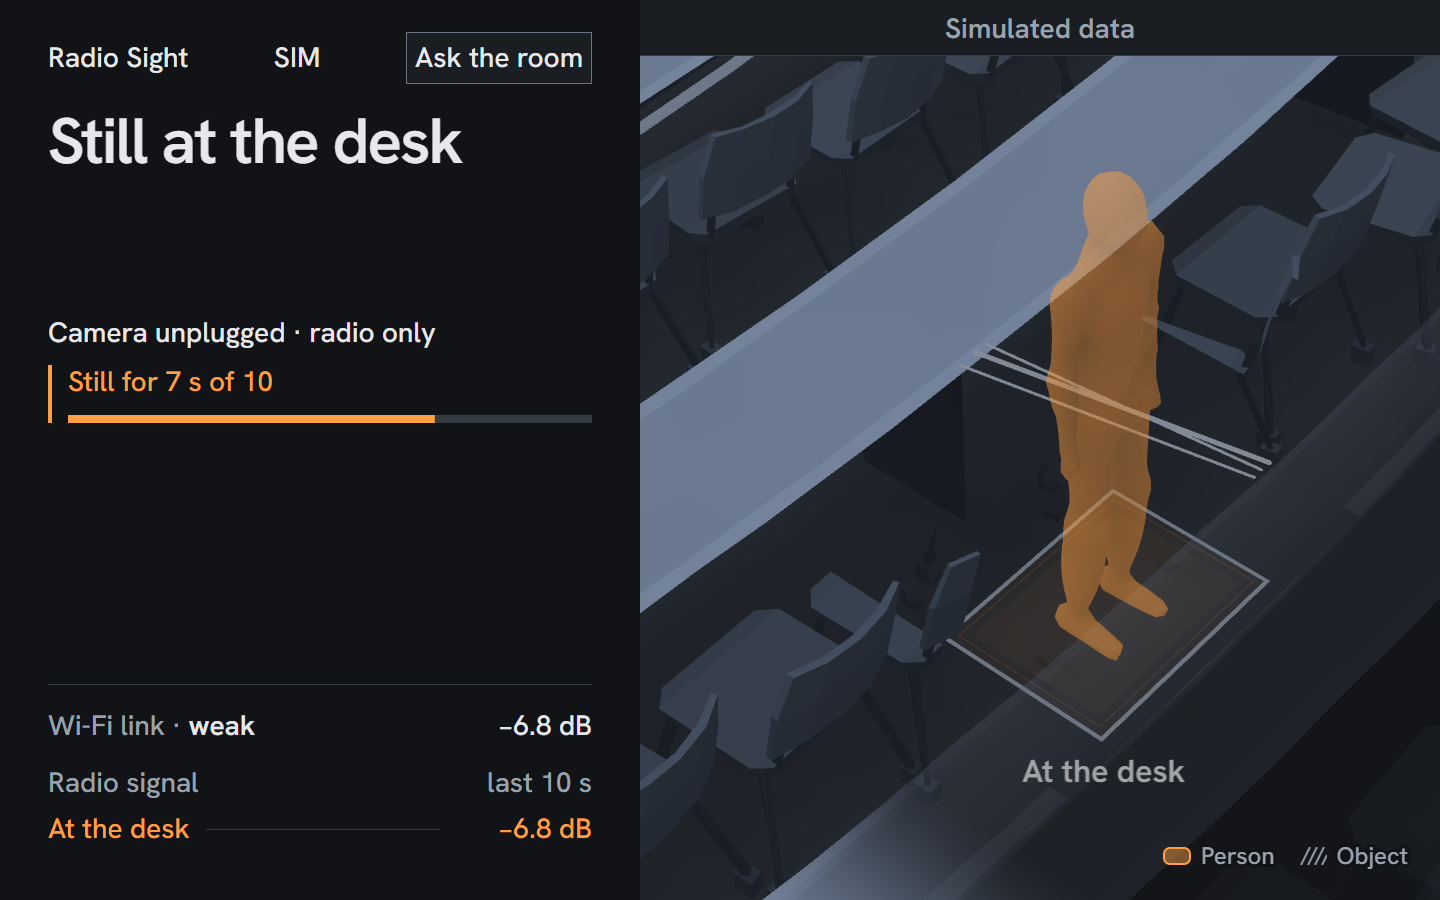 Radio Sight
SIM
Ask the room
Still at the desk
Camera unplugged · radio only
Still for 7 s of 10
Wi-Fi link · weak
–6.8 dB
Radio signal
last 10 s
At the desk
–6.8 dB
Simulated data
At the desk
Person
Object